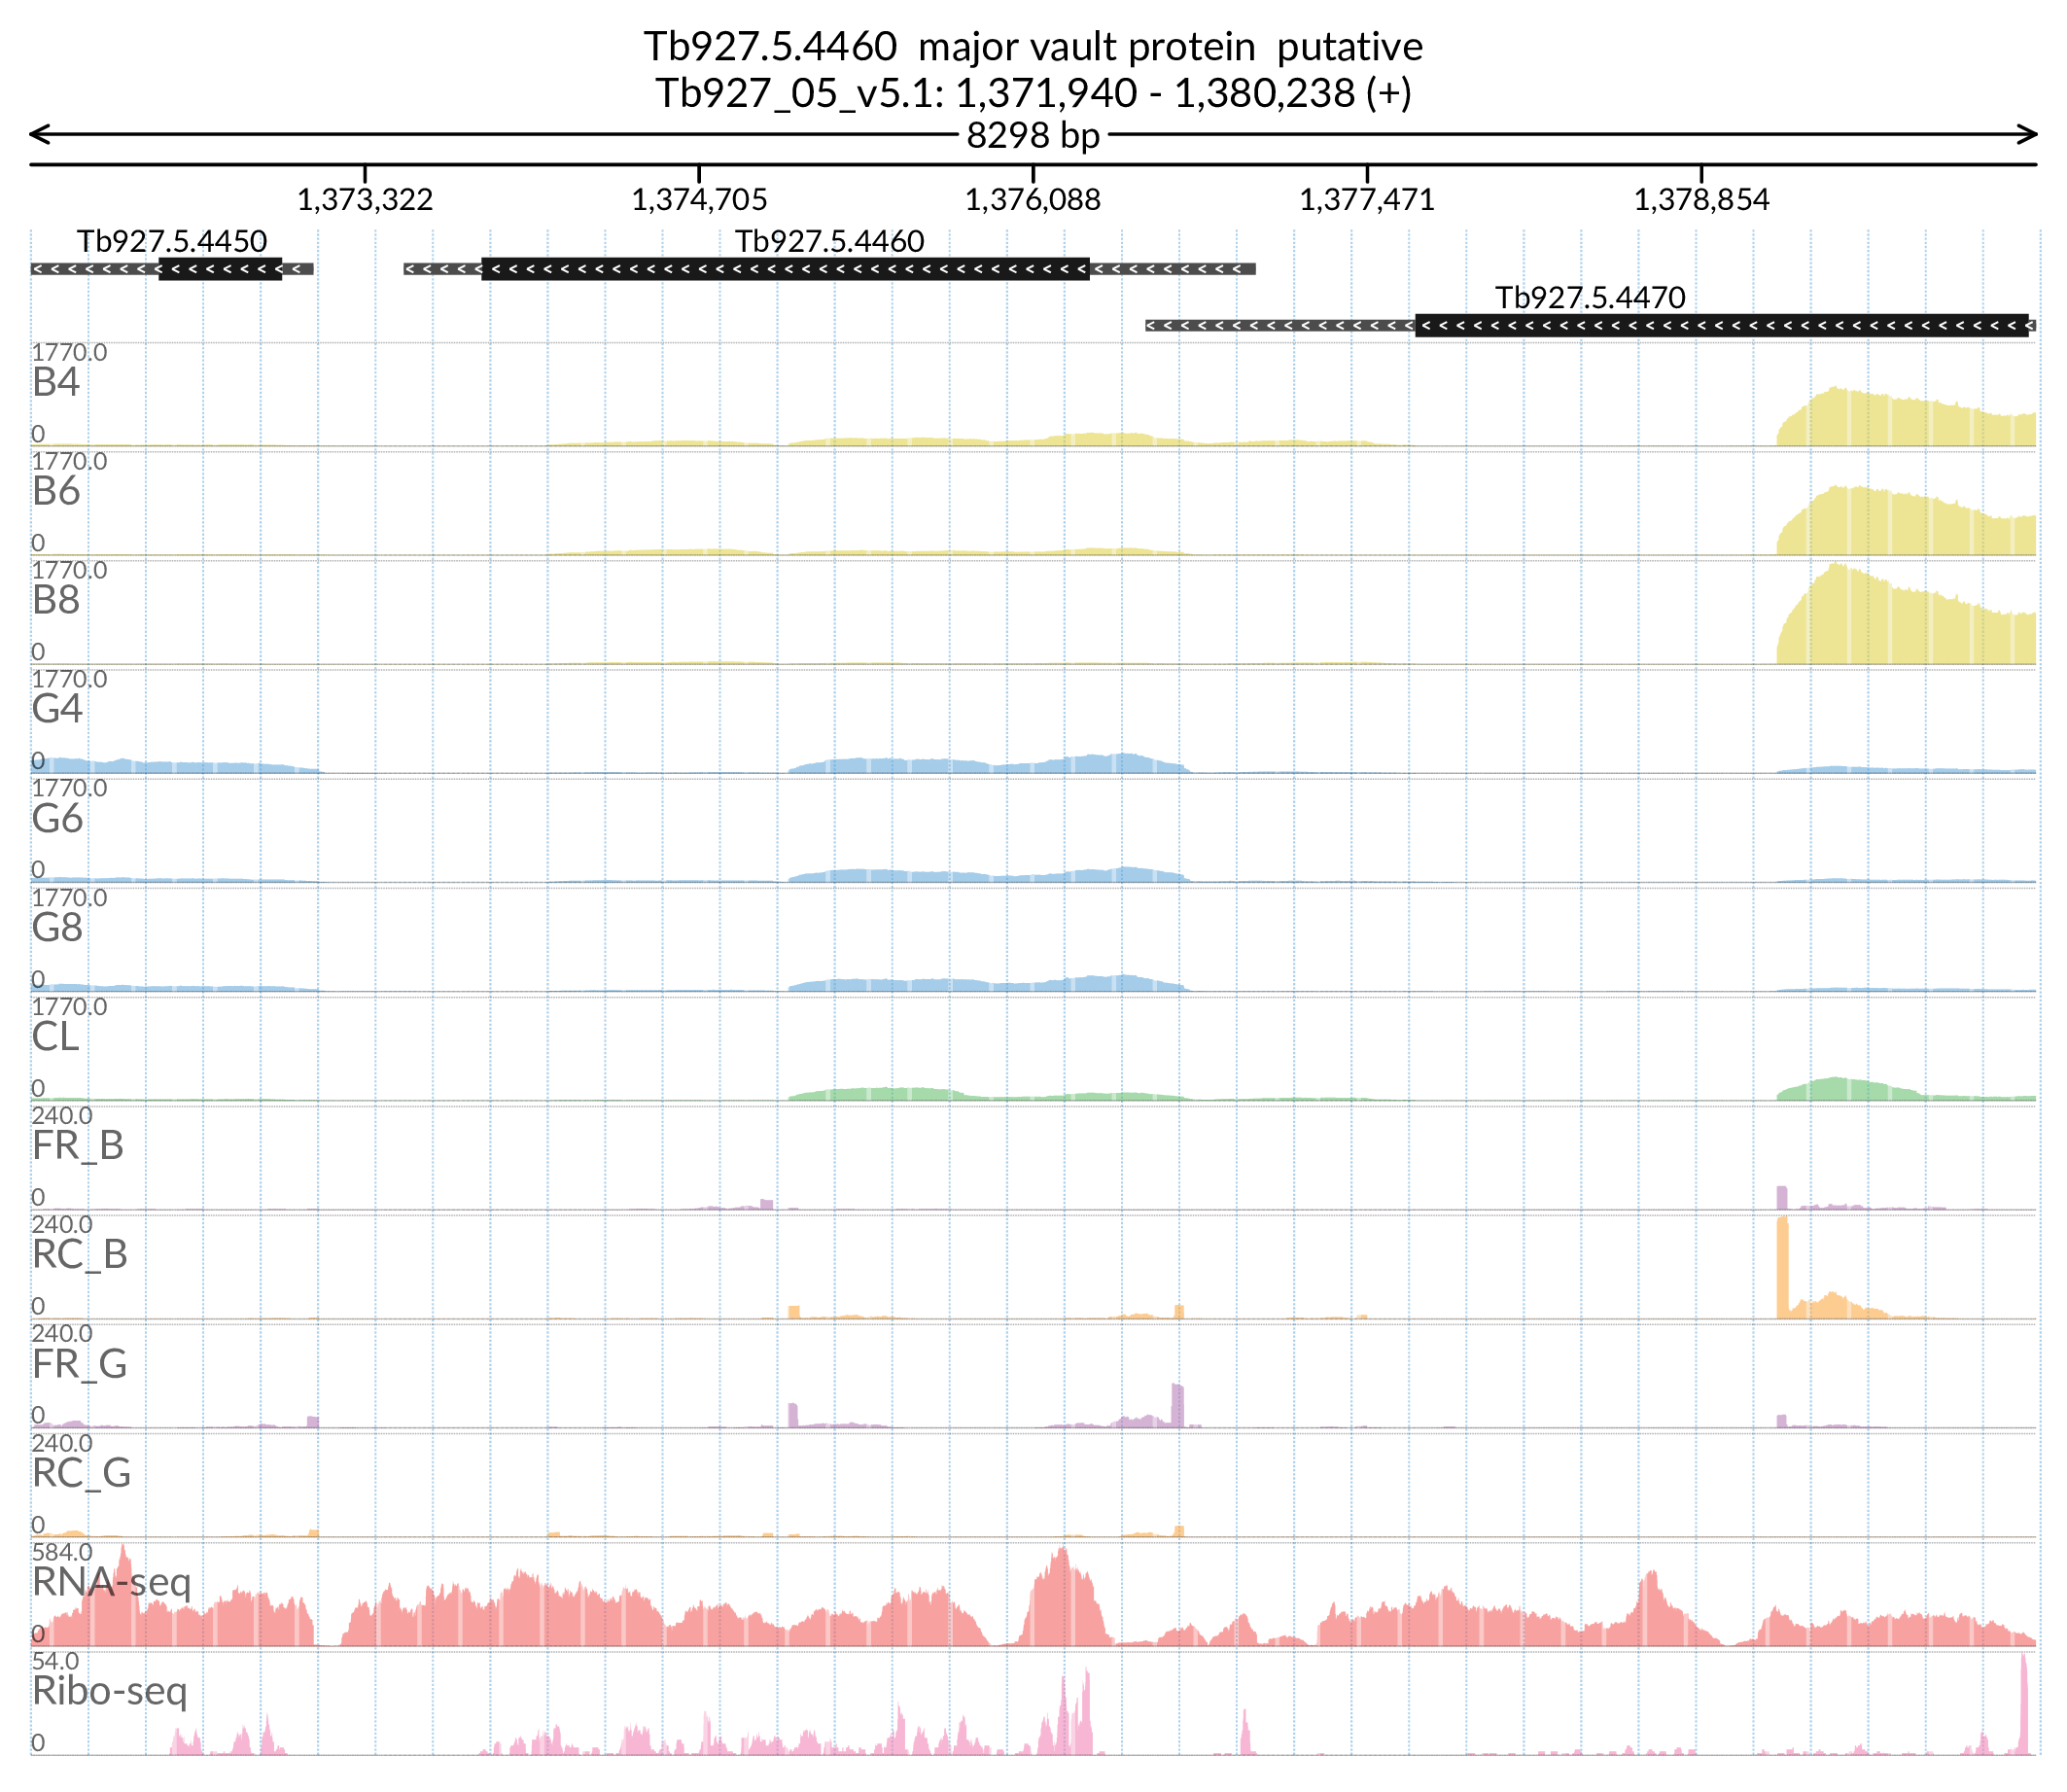 Tb927.5.4460  major vault protein  putative
Tb927_05_v5.1: 1,371,940 - 1,380,238 (+)
8298 bp
1,373,322 1,374,705 1,376,088 1,377,471 1,378,854
Tb927.5.4450 Tb927.5.4460
Tb927.5.4470
1770.0
B4
0
1770.0
B6
0
1770.0
B8
0
1770.0
G4
0
1770.0
G6
0
1770.0
G8
0
1770.0
CL
0
240.0
FR_B
0
240.0
RC_B
0
240.0
FR_G
0
240.0
RC_G
0
584.0
RNA-seq
0
54.0
Ribo-seq
0